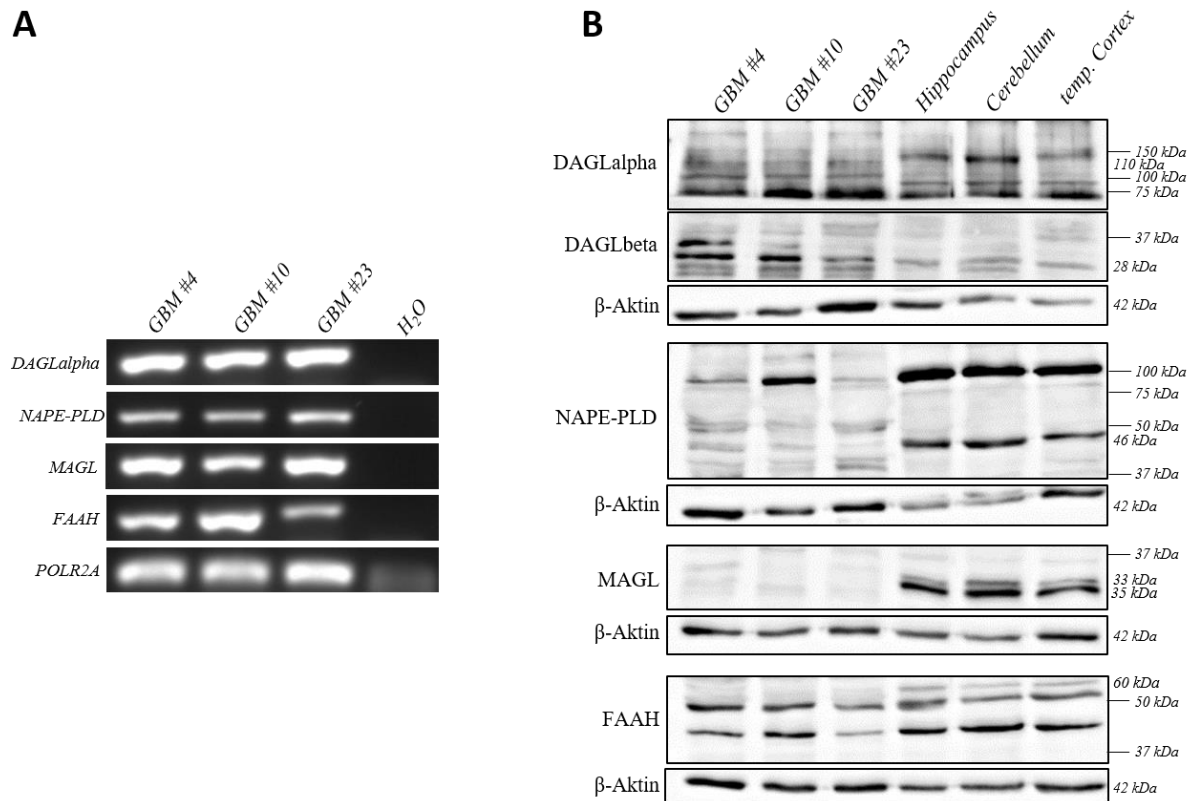 A
GBM #4 GBM #10 GBM #23 H2O
DAGLalpha
NAPE-PLD
MAGL
FAAH
POLR2A
B
GBM #4 GBM #10 GBM #23 Hippocampus Cerebellum temp. Cortex
DAGLalpha
150 kDa
110 kDa
100 kDa
75 kDa
DAGLbeta
37 kDa
28 kDa
β-Aktin 42 kDa
NAPE-PLD
100 kDa
75 kDa
50 kDa
46 kDa
37 kDa
β-Aktin 42 kDa
MAGL
37 kDa
33 kDa
35 kDa
β-Aktin 42 kDa
FAAH
60 kDa
50 kDa
37 kDa
β-Aktin 42 kDa